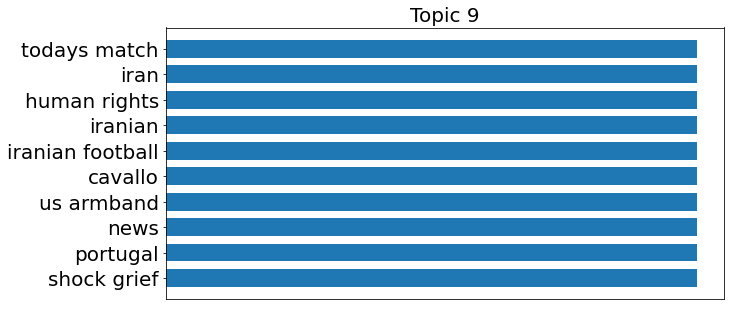 Topic 9
todays match
iran
human rights
iranian
iranian football
cavallo
us armband
news
portugal
shock grief